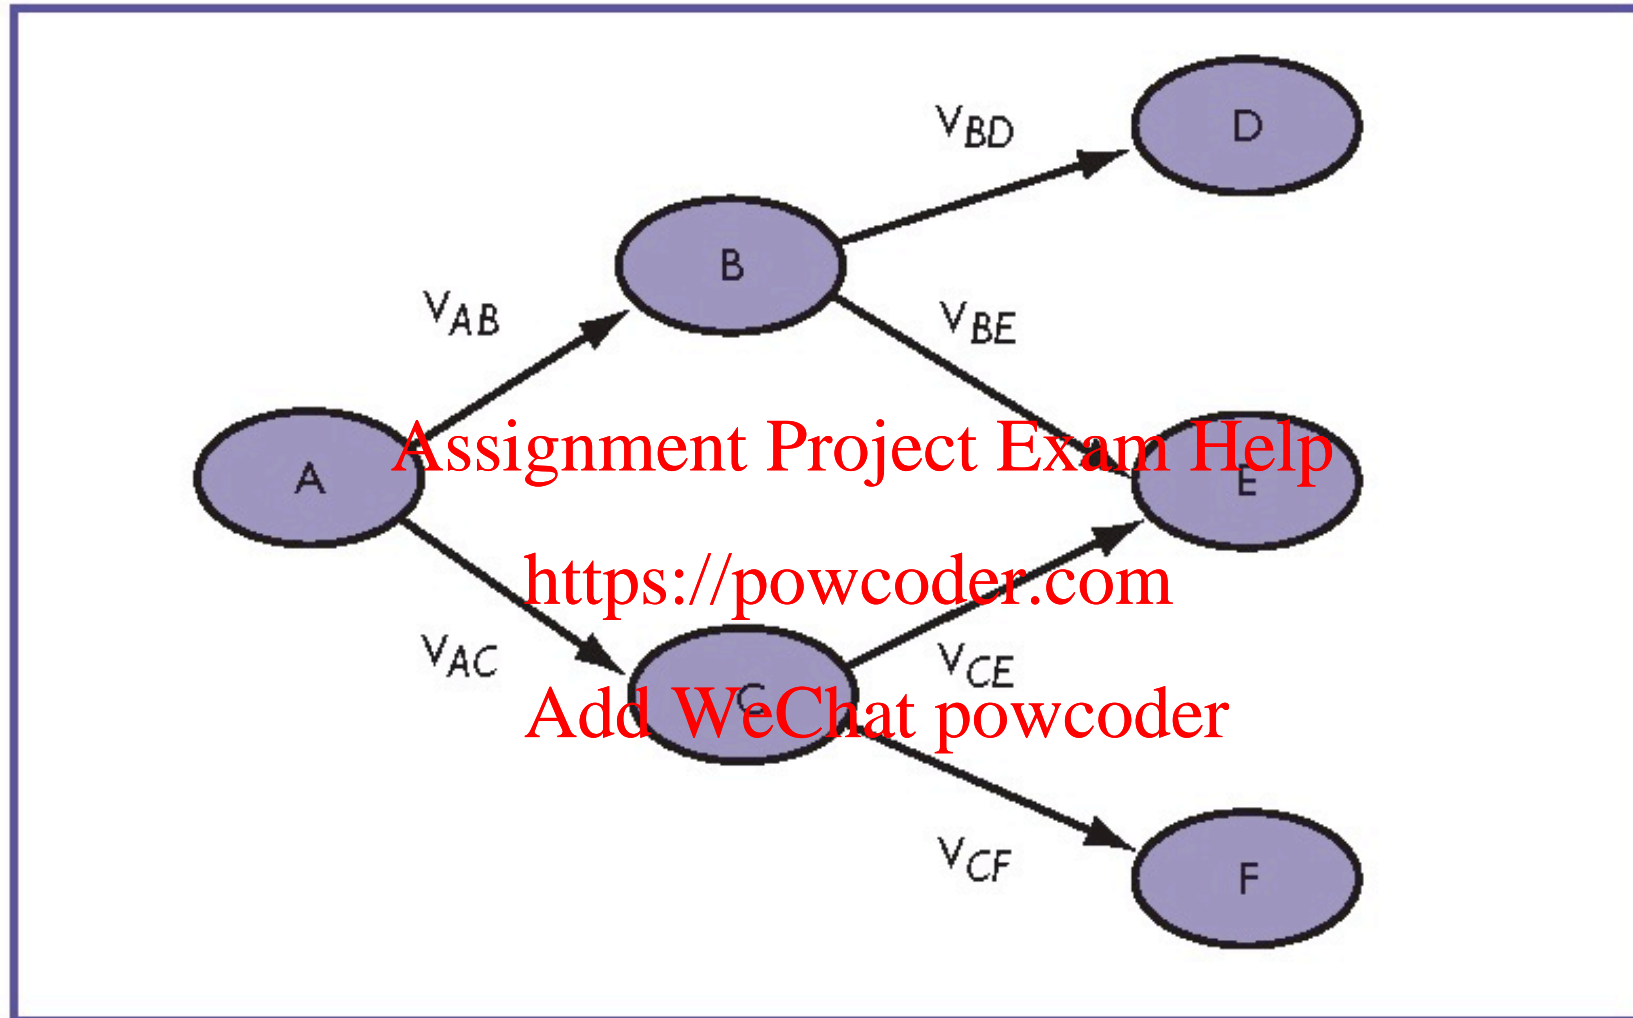 V_BD
D
B
V_AB
V_BE
Assignment Project Exam Help
A
E
https://powcoder.com
V_AC
V_CE
C
Add WeChat powcoder
V_CF
F